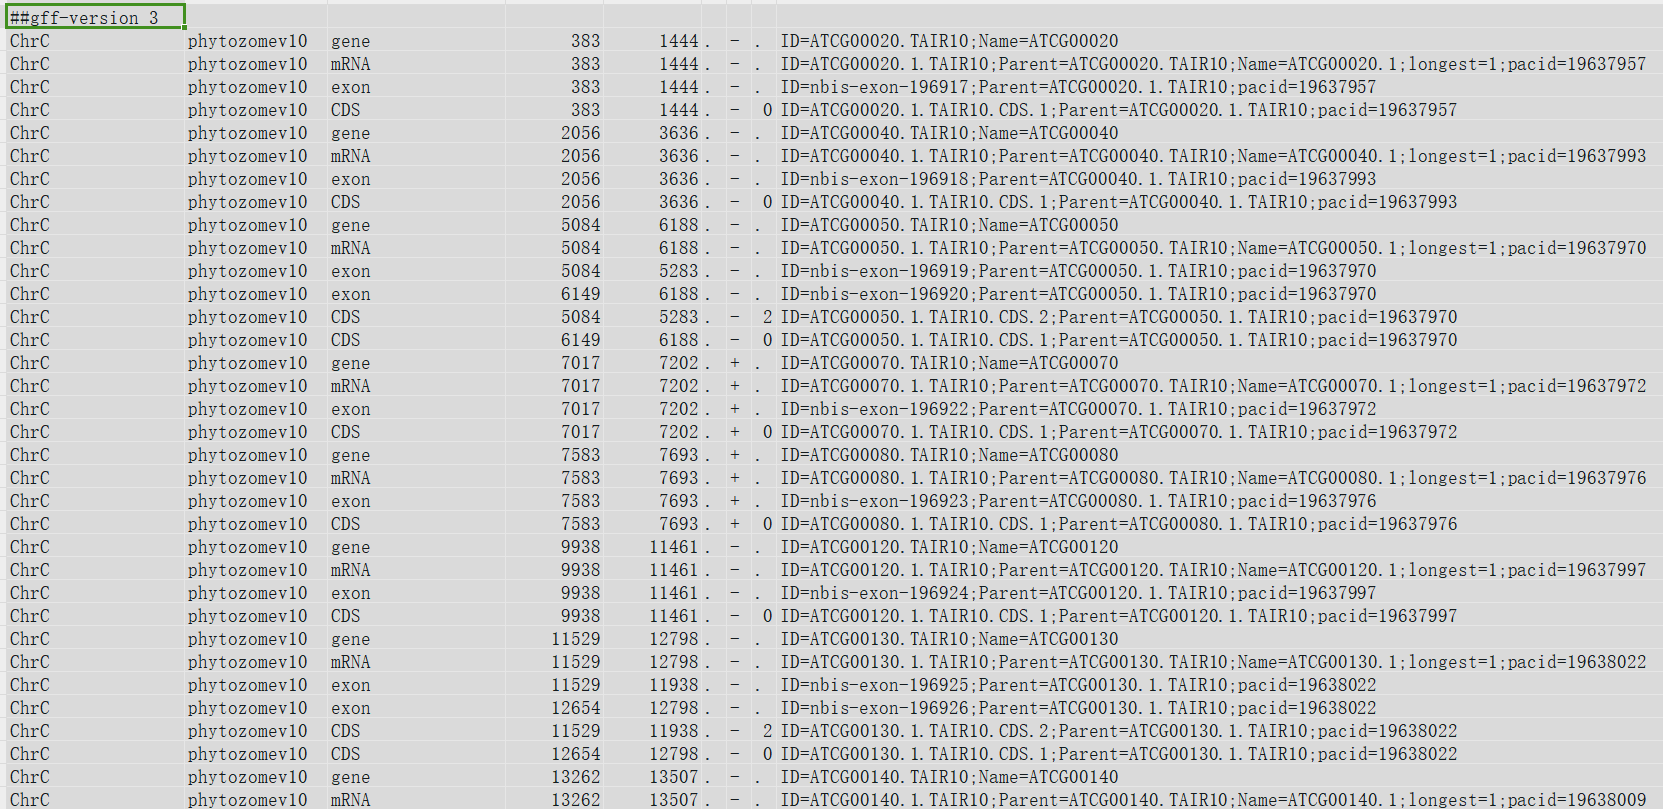 ##gff-version 3
ChrC phytozomev10 gene 383 1444 . - . ID=ATCG00020.TAIR10;Name=ATCG00020
ChrC phytozomev10 mRNA 383 1444 . - . ID=ATCG00020.1.TAIR10;Parent=ATCG00020.TAIR10;Name=ATCG00020.1;longest=1;pacid=19637957
ChrC phytozomev10 exon 383 1444 . - . ID=nbis-exon-196917;Parent=ATCG00020.1.TAIR10;pacid=19637957
ChrC phytozomev10 CDS 383 1444 . - 0 ID=ATCG00020.1.TAIR10.CDS.1;Parent=ATCG00020.1.TAIR10;pacid=19637957
ChrC phytozomev10 gene 2056 3636 . - . ID=ATCG00040.TAIR10;Name=ATCG00040
ChrC phytozomev10 mRNA 2056 3636 . - . ID=ATCG00040.1.TAIR10;Parent=ATCG00040.TAIR10;Name=ATCG00040.1;longest=1;pacid=19637993
ChrC phytozomev10 exon 2056 3636 . - . ID=nbis-exon-196918;Parent=ATCG00040.1.TAIR10;pacid=19637993
ChrC phytozomev10 CDS 2056 3636 . - 0 ID=ATCG00040.1.TAIR10.CDS.1;Parent=ATCG00040.1.TAIR10;pacid=19637993
ChrC phytozomev10 gene 5084 6188 . - . ID=ATCG00050.TAIR10;Name=ATCG00050
ChrC phytozomev10 mRNA 5084 6188 . - . ID=ATCG00050.1.TAIR10;Parent=ATCG00050.TAIR10;Name=ATCG00050.1;longest=1;pacid=19637970
ChrC phytozomev10 exon 5084 5283 . - . ID=nbis-exon-196919;Parent=ATCG00050.1.TAIR10;pacid=19637970
ChrC phytozomev10 exon 6149 6188 . - . ID=nbis-exon-196920;Parent=ATCG00050.1.TAIR10;pacid=19637970
ChrC phytozomev10 CDS 5084 5283 . - 2 ID=ATCG00050.1.TAIR10.CDS.2;Parent=ATCG00050.1.TAIR10;pacid=19637970
ChrC phytozomev10 CDS 6149 6188 . - 0 ID=ATCG00050.1.TAIR10.CDS.1;Parent=ATCG00050.1.TAIR10;pacid=19637970
ChrC phytozomev10 gene 7017 7202 . + . ID=ATCG00070.TAIR10;Name=ATCG00070
ChrC phytozomev10 mRNA 7017 7202 . + . ID=ATCG00070.1.TAIR10;Parent=ATCG00070.TAIR10;Name=ATCG00070.1;longest=1;pacid=19637972
ChrC phytozomev10 exon 7017 7202 . + . ID=nbis-exon-196922;Parent=ATCG00070.1.TAIR10;pacid=19637972
ChrC phytozomev10 CDS 7017 7202 . + 0 ID=ATCG00070.1.TAIR10.CDS.1;Parent=ATCG00070.1.TAIR10;pacid=19637972
ChrC phytozomev10 gene 7583 7693 . + . ID=ATCG00080.TAIR10;Name=ATCG00080
ChrC phytozomev10 mRNA 7583 7693 . + . ID=ATCG00080.1.TAIR10;Parent=ATCG00080.TAIR10;Name=ATCG00080.1;longest=1;pacid=19637976
ChrC phytozomev10 exon 7583 7693 . + . ID=nbis-exon-196923;Parent=ATCG00080.1.TAIR10;pacid=19637976
ChrC phytozomev10 CDS 7583 7693 . + 0 ID=ATCG00080.1.TAIR10.CDS.1;Parent=ATCG00080.1.TAIR10;pacid=19637976
ChrC phytozomev10 gene 9938 11461 . - . ID=ATCG00120.TAIR10;Name=ATCG00120
ChrC phytozomev10 mRNA 9938 11461 . - . ID=ATCG00120.1.TAIR10;Parent=ATCG00120.TAIR10;Name=ATCG00120.1;longest=1;pacid=19637997
ChrC phytozomev10 exon 9938 11461 . - . ID=nbis-exon-196924;Parent=ATCG00120.1.TAIR10;pacid=19637997
ChrC phytozomev10 CDS 9938 11461 . - 0 ID=ATCG00120.1.TAIR10.CDS.1;Parent=ATCG00120.1.TAIR10;pacid=19637997
ChrC phytozomev10 gene 11529 12798 . - . ID=ATCG00130.TAIR10;Name=ATCG00130
ChrC phytozomev10 mRNA 11529 12798 . - . ID=ATCG00130.1.TAIR10;Parent=ATCG00130.TAIR10;Name=ATCG00130.1;longest=1;pacid=19638022
ChrC phytozomev10 exon 11529 11938 . - . ID=nbis-exon-196925;Parent=ATCG00130.1.TAIR10;pacid=19638022
ChrC phytozomev10 exon 12654 12798 . - . ID=nbis-exon-196926;Parent=ATCG00130.1.TAIR10;pacid=19638022
ChrC phytozomev10 CDS 11529 11938 . - 2 ID=ATCG00130.1.TAIR10.CDS.2;Parent=ATCG00130.1.TAIR10;pacid=19638022
ChrC phytozomev10 CDS 12654 12798 . - 0 ID=ATCG00130.1.TAIR10.CDS.1;Parent=ATCG00130.1.TAIR10;pacid=19638022
ChrC phytozomev10 gene 13262 13507 . - . ID=ATCG00140.TAIR10;Name=ATCG00140
ChrC phytozomev10 mRNA 13262 13507 . - . ID=ATCG00140.1.TAIR10;Parent=ATCG00140.TAIR10;Name=ATCG00140.1;longest=1;pacid=19638009